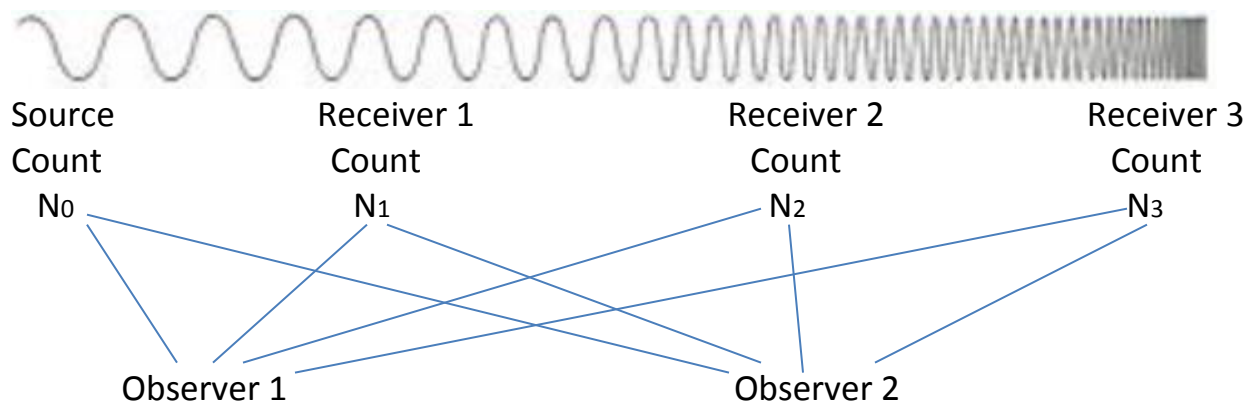 Source Receiver 1 Receiver 2 Receiver 3
Count Count Count Count
N0 N1 N2 N3
Observer 1 Observer 2